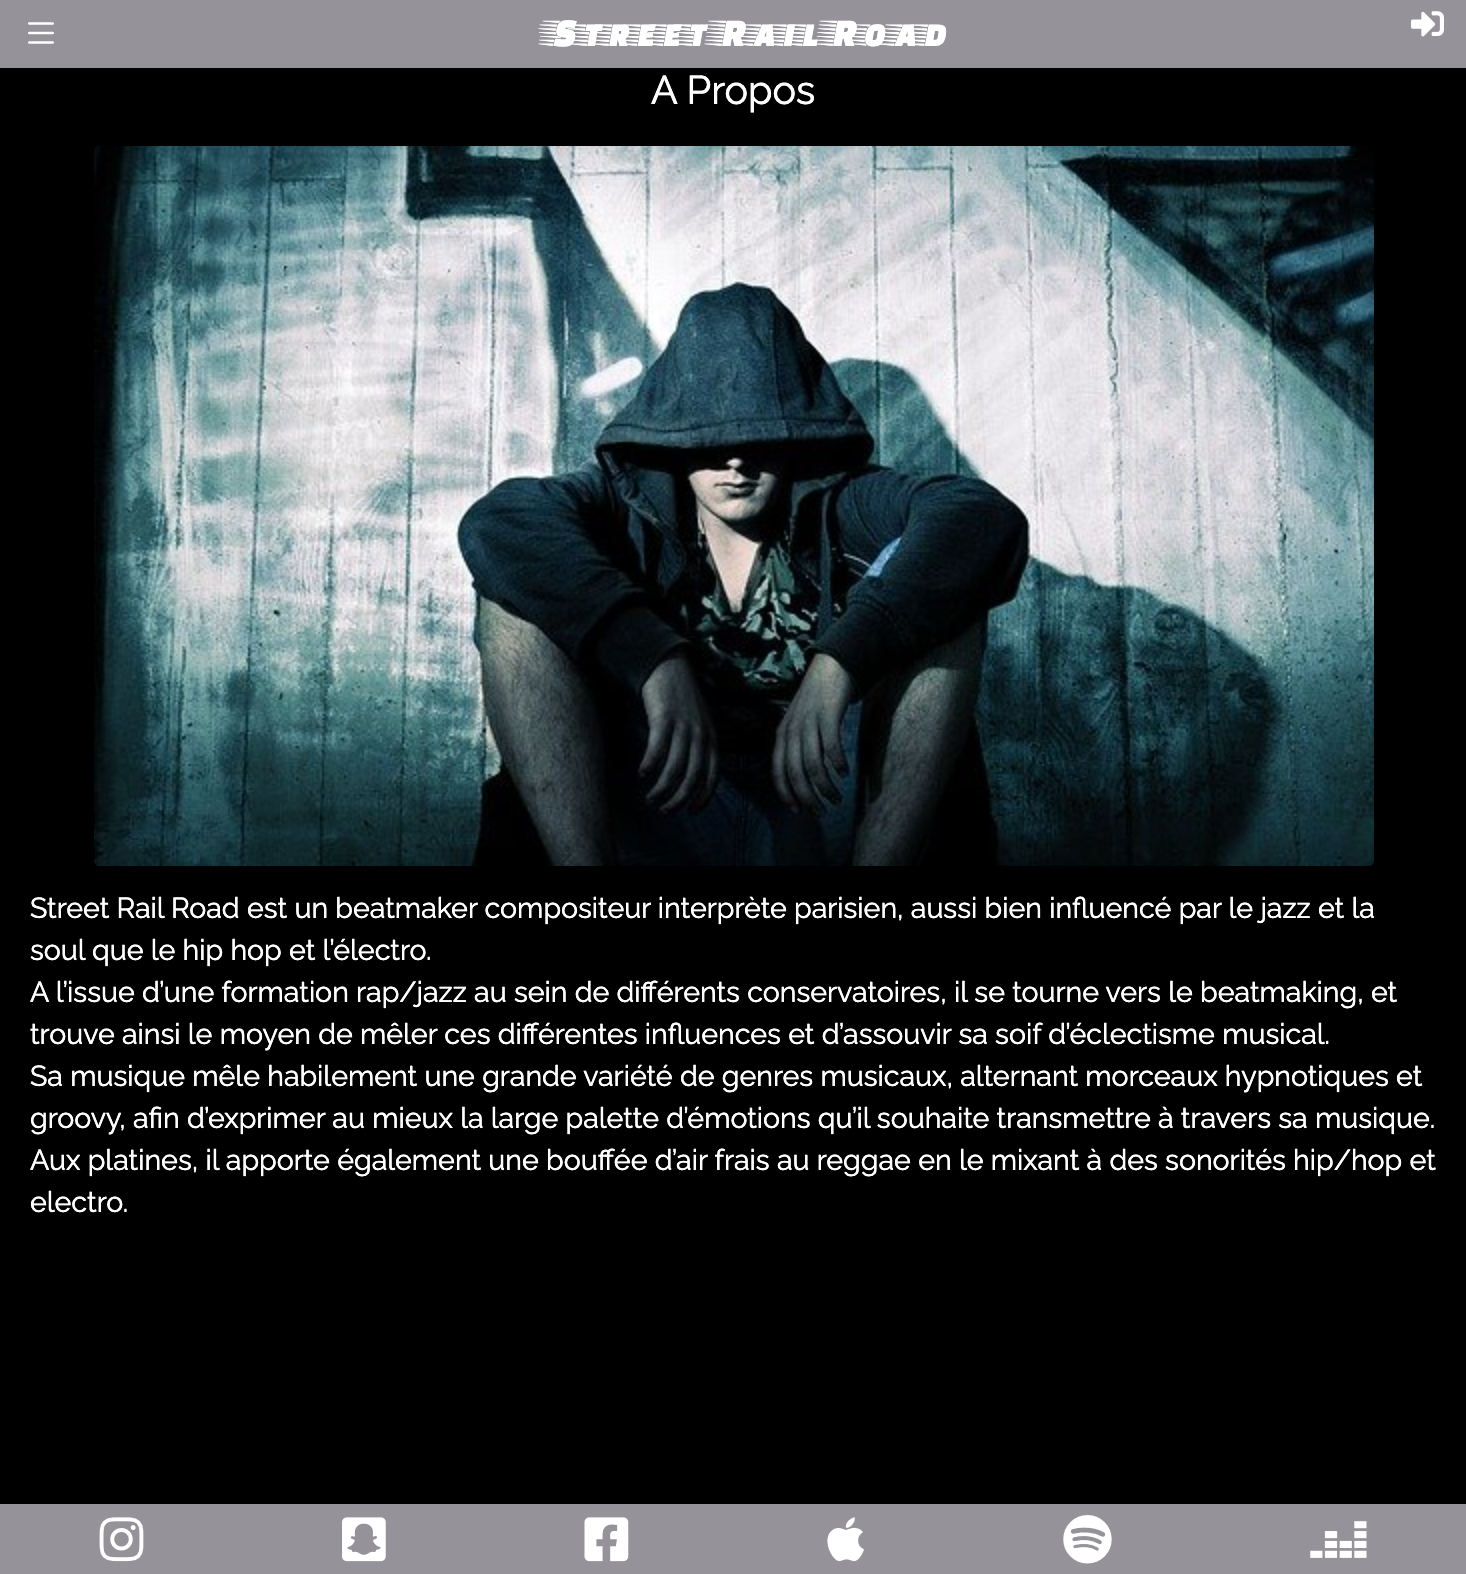 STREET RAIL ROAD
A Propos
Street Rail Road est un beatmaker compositeur interprète parisien, aussi bien influencé par le jazz et la
soul que le hip hop et l’électro.
A l’issue d’une formation rap/jazz au sein de différents conservatoires, il se tourne vers le beatmaking, et
trouve ainsi le moyen de mêler ces différentes influences et d’assouvir sa soif d’éclectisme musical.
Sa musique mêle habilement une grande variété de genres musicaux, alternant morceaux hypnotiques et
groovy, afin d’exprimer au mieux la large palette d’émotions qu’il souhaite transmettre à travers sa musique.
Aux platines, il apporte également une bouffée d’air frais au reggae en le mixant à des sonorités hip/hop et
electro.